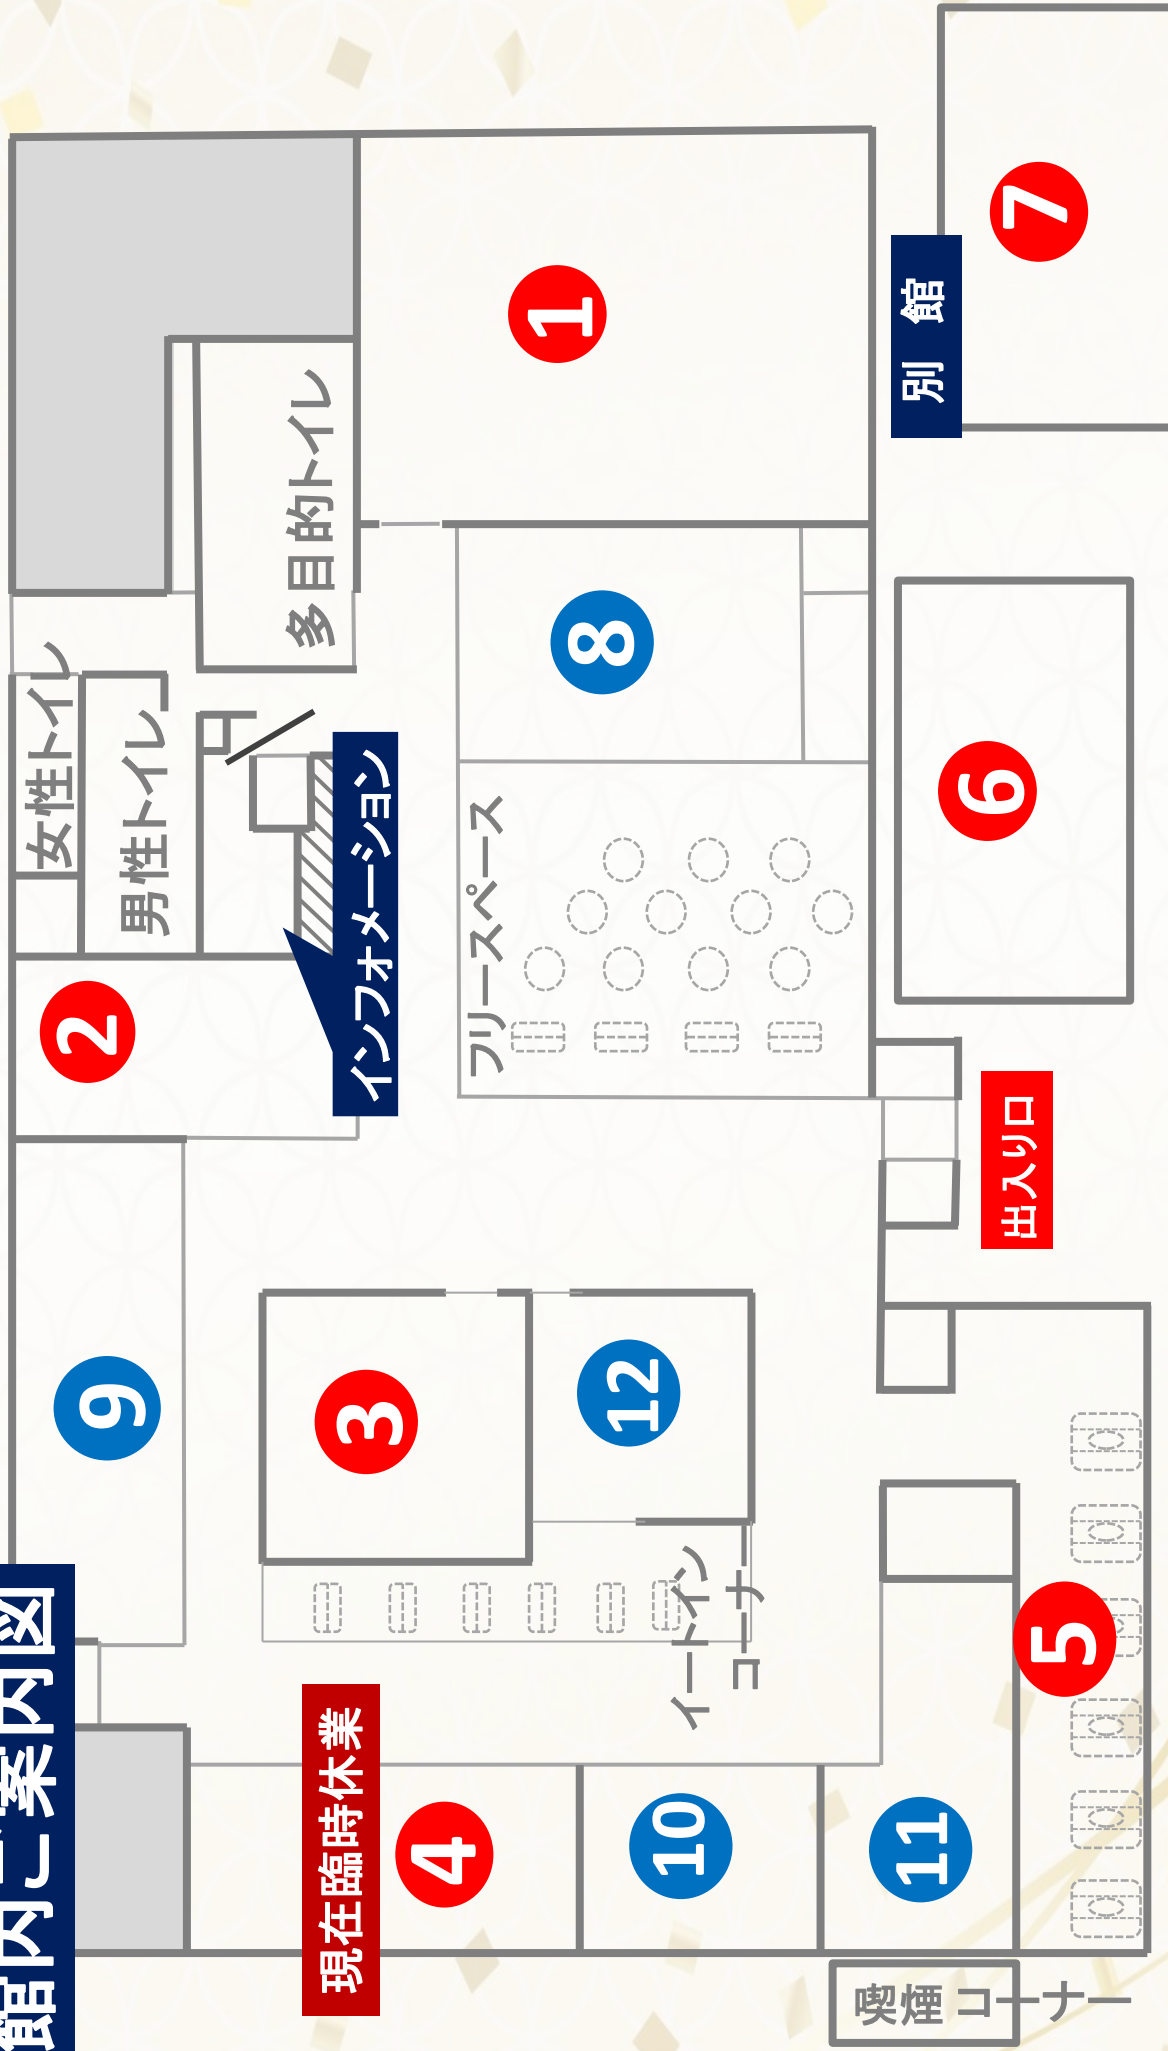 館内ご案内図
女性トイレ
2
9
男性トイレ
多目的トイレ
現在臨時休業
3
インフォメーション
4
フリースペース
1
10
12
8
イートイン
コーナー
11
別 館
6
出入り口
7
5
喫煙コーナー